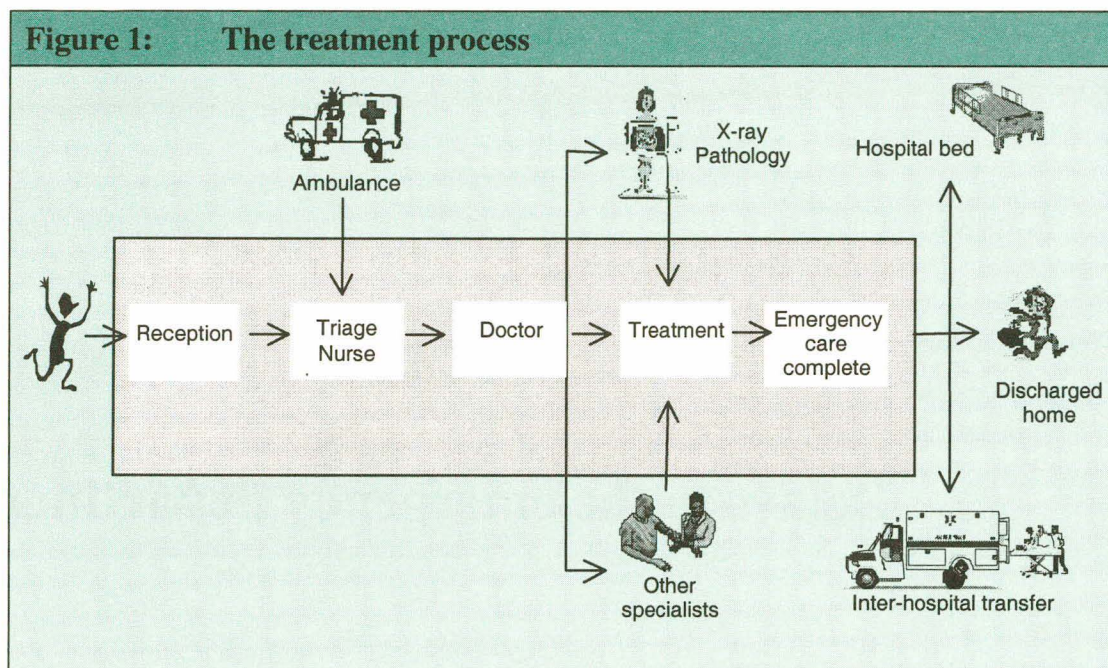 Figure 1: The treatment process
Ambulance
X-ray
Pathology
Hospital bed
Reception
Triage
Nurse
Doctor
Treatment
Emergency
care
complete
Discharged
home
Other
specialists
Inter-hospital transfer